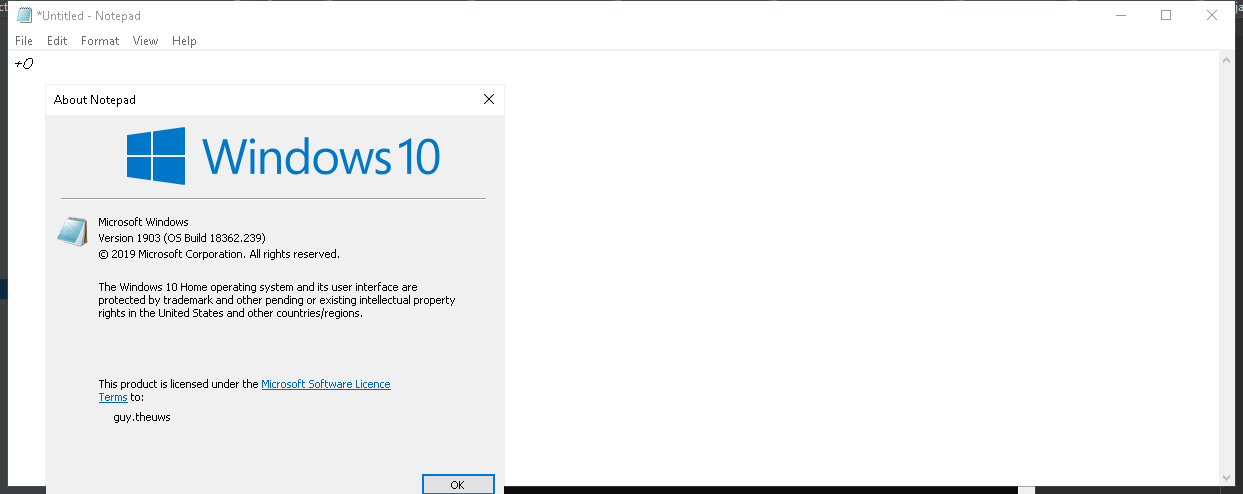 *Untitled - Notepad
File Edit Format View Help
+0
About Notepad
Windows 10
Microsoft Windows
Version 1903 (OS Build 18362.239)
© 2019 Microsoft Corporation. All rights reserved.
The Windows 10 Home operating system and its user interface are
protected by trademark and other pending or existing intellectual property
rights in the United States and other countries/regions.
This product is licensed under the Microsoft Software Licence
Terms to:
guy.theuws
OK